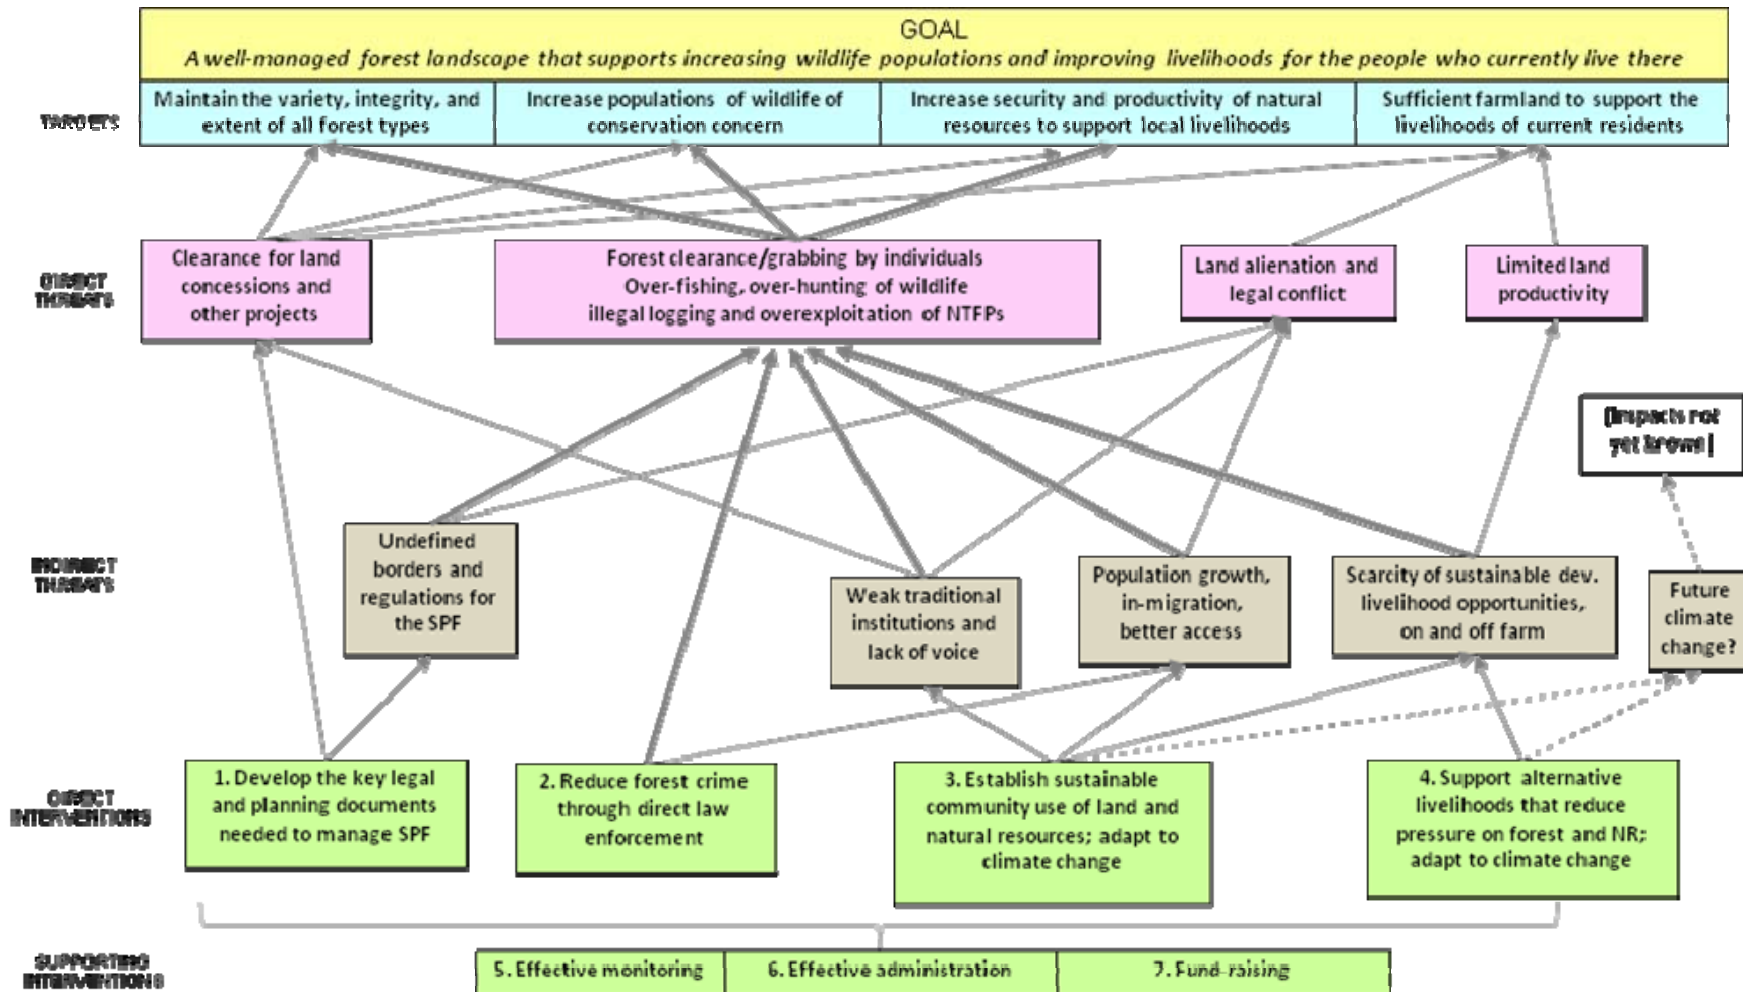 GOAL
A well-managed forest landscape that supports increasing wildlife populations and improving livelihoods for the people who currently live there
TARGETS
Maintain the variety, integrity, and
extent of all forest types
Increase populations of wildlife of
conservation concern
Increase security and productivity of natural
resources to support local livelihoods
Sufficient farmland to support the
livelihoods of current residents
DIRECT
THREATS
Clearance for land
concessions and
other projects
Forest clearance/grabbing by individuals
Over-fishing, over-hunting of wildlife
illegal logging and overexploitation of NTFPs
Land alienation and
legal conflict
Limited land
productivity
[Impacts not
yet known]
INDIRECT
THREATS
Undefined
borders and
regulations for
the SPF
Weak traditional
institutions and
lack of voice
Population growth,
in-migration,
better access
Scarcity of sustainable dev.
livelihood opportunities,
on and off farm
Future
climate
change?
DIRECT
INTERVENTIONS
1. Develop the key legal
and planning documents
needed to manage SPF
2. Reduce forest crime
through direct law
enforcement
3. Establish sustainable
community use of land and
natural resources; adapt to
climate change
4. Support alternative
livelihoods that reduce
pressure on forest and NR;
adapt to climate change
SUPPORTING
INTERVENTIONS
5. Effective monitoring
6. Effective administration
7. Fund-raising